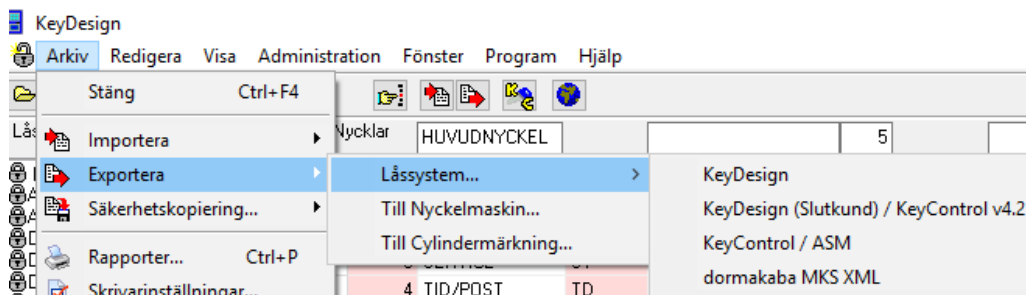 KeyDesign
Arkiv Redigera Visa Administration Fönster Program Hjälp
Stäng Ctrl+F4
Nycklar HUVUDNYCKEL 5
Importera
Exportera
Låssystem...
KeyDesign
Säkerhetskopiering...
Till Nyckelmaskin...
KeyDesign (Slutkund) / KeyControl v4.2
Till Cylindermärkning...
KeyControl / ASM
Rapporter... Ctrl+P
dormakaba MKS XML
Skrivarinställningar...
4 TID/POST TD